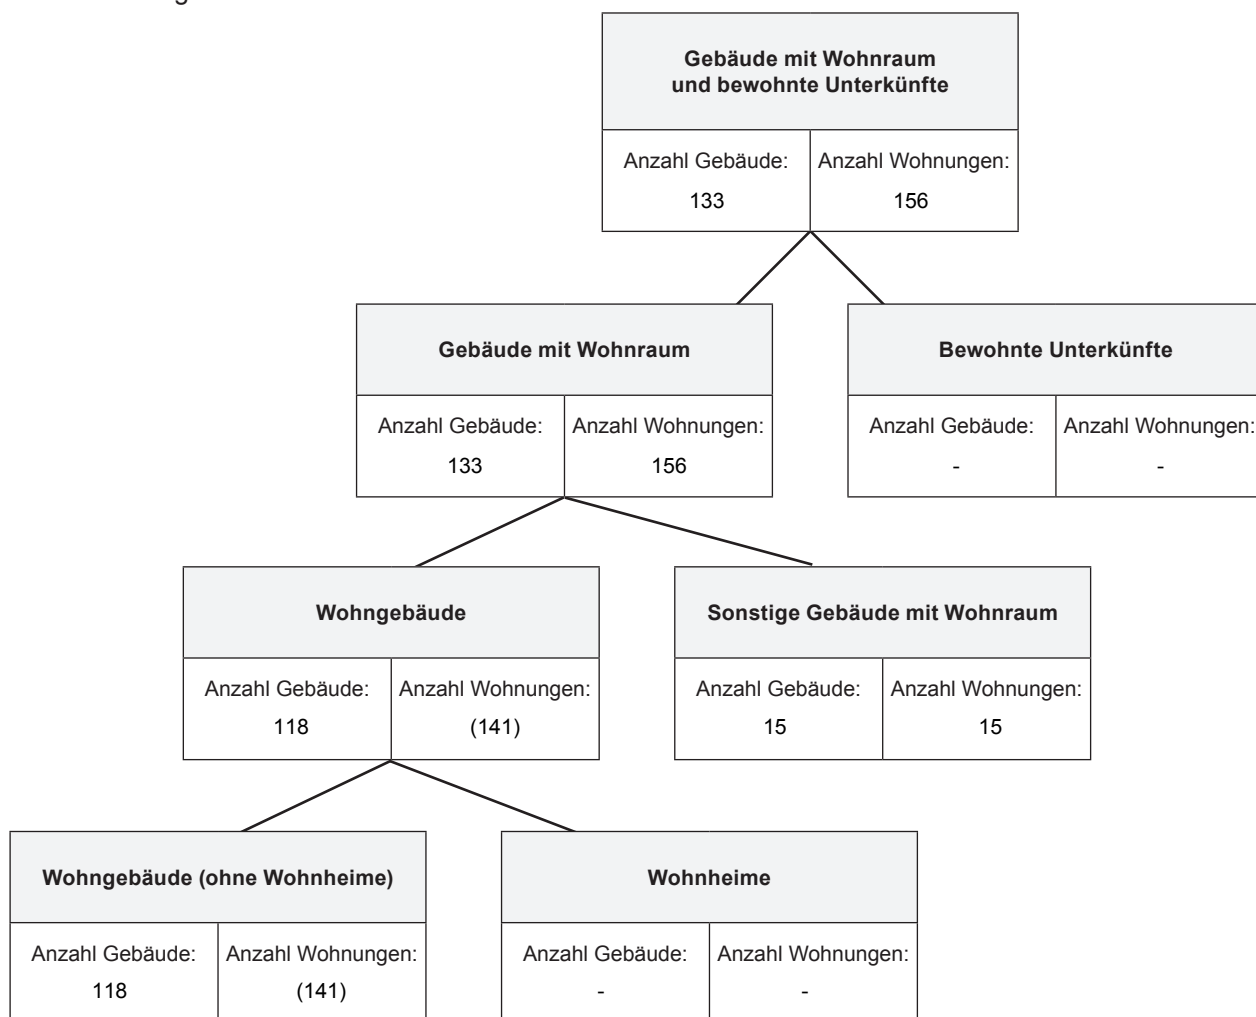 Gebäude mit Wohnraum
und bewohnte Unterkünfte
Anzahl Gebäude: Anzahl Wohnungen:
133 156
Gebäude mit Wohnraum Bewohnte Unterkünfte
Anzahl Gebäude: Anzahl Wohnungen: Anzahl Gebäude: Anzahl Wohnungen:
133 156 - -
Wohngebäude Sonstige Gebäude mit Wohnraum
Anzahl Gebäude: Anzahl Wohnungen: Anzahl Gebäude: Anzahl Wohnungen:
118 (141) 15 15
Wohngebäude (ohne Wohnheime) Wohnheime
Anzahl Gebäude: Anzahl Wohnungen: Anzahl Gebäude: Anzahl Wohnungen:
118 (141) - -